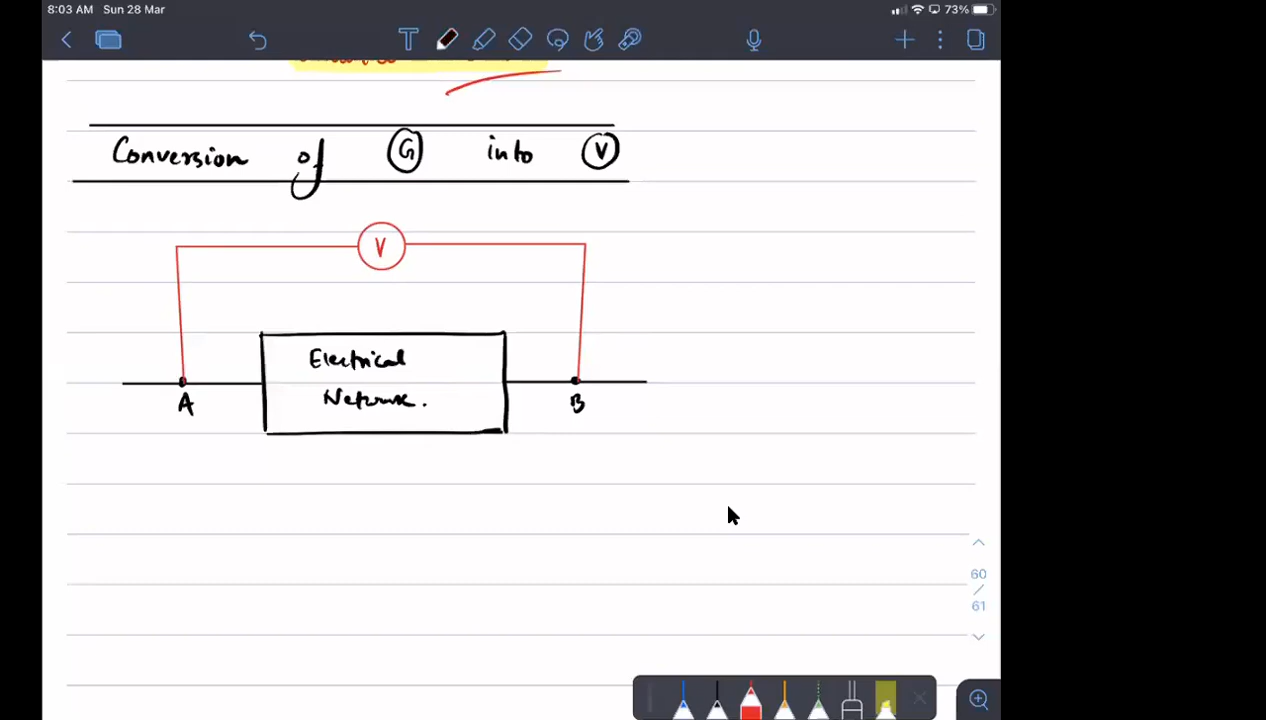 8:03 AM Sun 28 Mar
73%
T
Conversion of G into V
V
Electrical
Network.
A
B
60
/
61